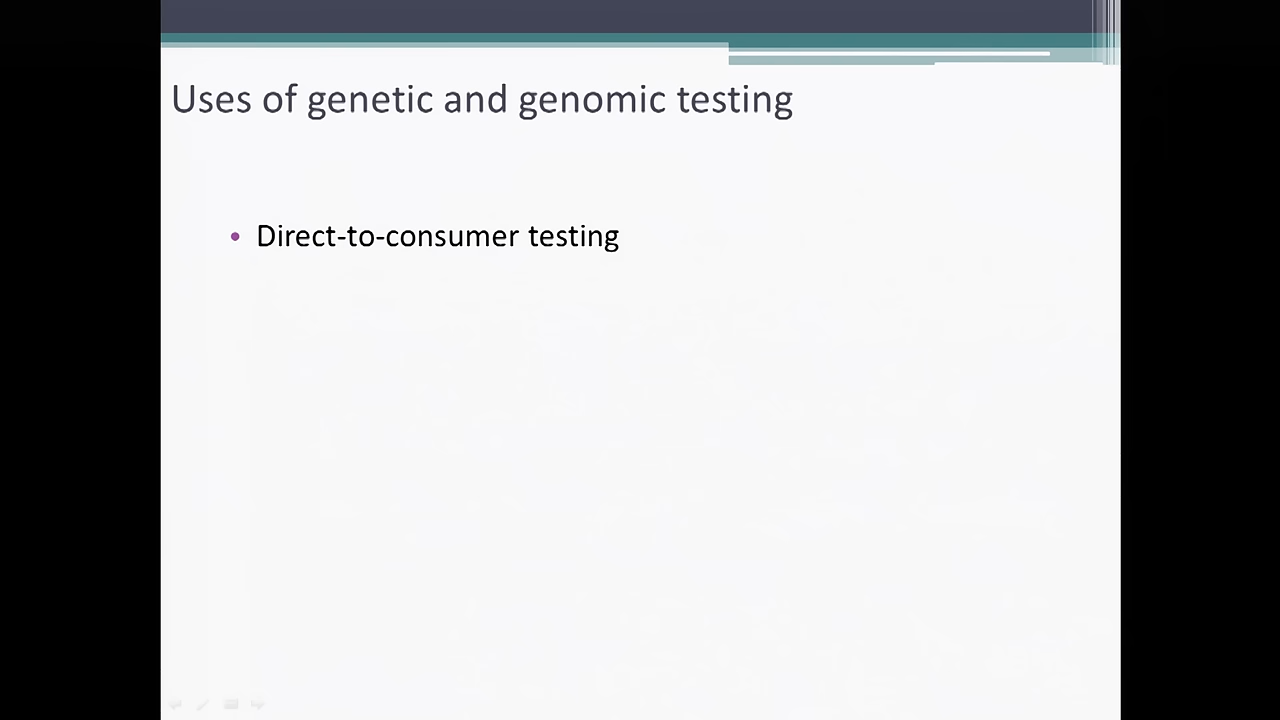 Uses of genetic and genomic testing
• Direct-to-consumer testing